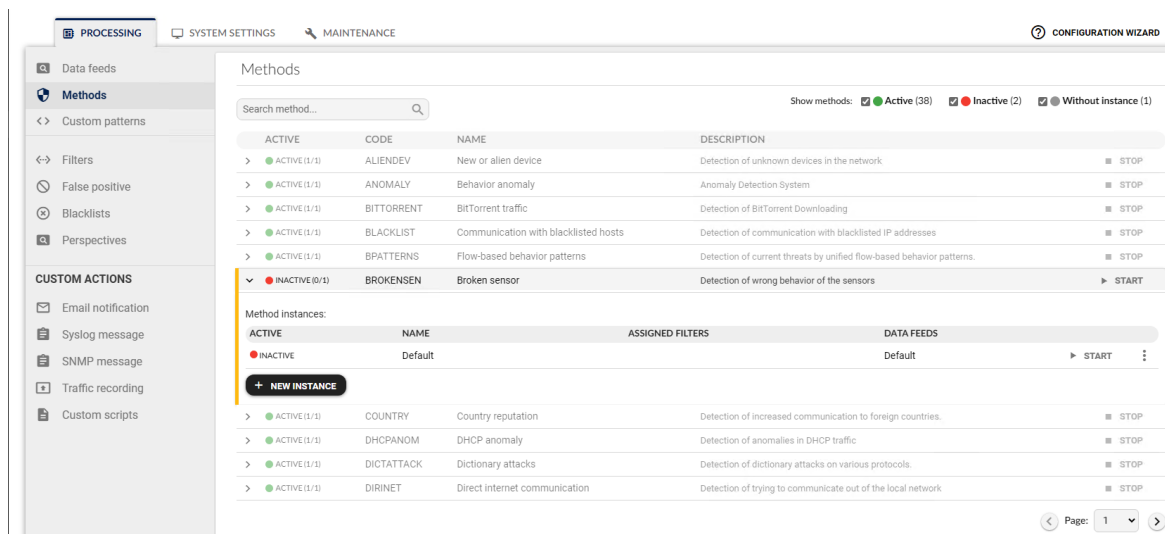 PROCESSING SYSTEM SETTINGS MAINTENANCE CONFIGURATION WIZARD
Data feeds
Methods
Custom patterns
Filters
False positive
Blacklists
Perspectives
CUSTOM ACTIONS
Email notification
Syslog message
SNMP message
Traffic recording
Custom scripts
Methods
Search method... Show methods: Active (38) Inactive (2) Without instance (1)
ACTIVE CODE NAME DESCRIPTION
ACTIVE (1/1) ALIENDEV New or alien device Detection of unknown devices in the network STOP
ACTIVE (1/1) ANOMALY Behavior anomaly Anomaly Detection System STOP
ACTIVE (1/1) BITTORRENT BitTorrent traffic Detection of BitTorrent Downloading STOP
ACTIVE (1/1) BLACKLIST Communication with blacklisted hosts Detection of communication with blacklisted IP addresses STOP
ACTIVE (1/1) BPATTERNS Flow-based behavior patterns Detection of current threats by unified flow-based behavior patterns. STOP
INACTIVE (0/1) BROKENSEN Broken sensor Detection of wrong behavior of the sensors START
Method instances:
ACTIVE NAME ASSIGNED FILTERS DATA FEEDS
INACTIVE Default Default START
+ NEW INSTANCE
ACTIVE (1/1) COUNTRY Country reputation Detection of increased communication to foreign countries. STOP
ACTIVE (1/1) DHCPANOM DHCP anomaly Detection of anomalies in DHCP traffic STOP
ACTIVE (1/1) DICTATTACK Dictionary attacks Detection of dictionary attacks on various protocols. STOP
ACTIVE (1/1) DIRINET Direct internet communication Detection of trying to communicate out of the local network STOP
Page: 1